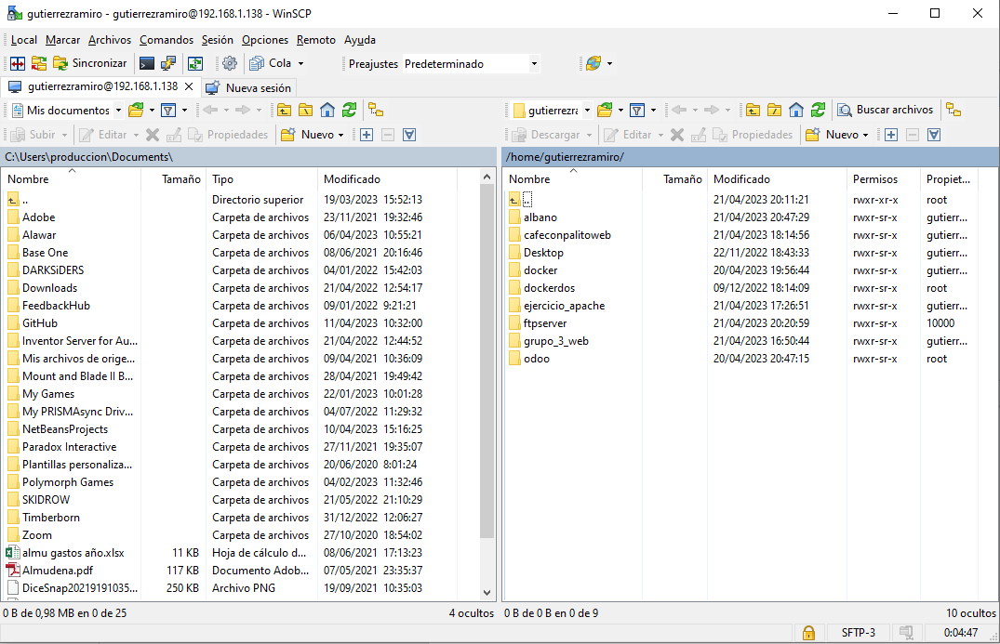 gutierrezramiro - gutierrezramiro@192.168.1.138 - WinSCP
Local Marcar Archivos Comandos Sesión Opciones Remoto Ayuda
Sincronizar Cola Preajustes Predeterminado
gutierrezramiro@192.168.1.138 Nueva sesión
Mis documentos
Subir Editar Propiedades Nuevo
C:\Users\produccion\Documents\
Nombre Tamaño Tipo Modificado
.. Directorio superior 19/03/2023 15:52:13
Adobe Carpeta de archivos 23/11/2021 19:32:46
Alawar Carpeta de archivos 06/04/2023 10:55:21
Base One Carpeta de archivos 08/06/2021 20:16:46
DARKSiDERS Carpeta de archivos 04/01/2022 15:42:03
Downloads Carpeta de archivos 21/04/2022 12:54:17
FeedbackHub Carpeta de archivos 09/01/2022 9:21:21
GitHub Carpeta de archivos 11/04/2023 10:32:00
Inventor Server for Au... Carpeta de archivos 21/04/2022 12:44:52
Mis archivos de orige... Carpeta de archivos 09/04/2021 10:36:09
Mount and Blade II B... Carpeta de archivos 28/04/2021 19:49:42
My Games Carpeta de archivos 22/01/2023 10:01:28
My PRISMAsync Driv... Carpeta de archivos 04/07/2022 11:29:32
NetBeansProjects Carpeta de archivos 10/04/2023 15:16:25
Paradox Interactive Carpeta de archivos 27/11/2021 19:35:07
Plantillas personaliza... Carpeta de archivos 20/06/2020 8:01:24
Polymorph Games Carpeta de archivos 04/02/2023 11:32:46
SKIDROW Carpeta de archivos 21/05/2022 21:10:29
Timberborn Carpeta de archivos 31/12/2022 12:06:27
Zoom Carpeta de archivos 27/10/2020 18:54:02
almu gastos año.xlsx 11 KB Hoja de cálculo d... 08/06/2021 17:13:23
Almudena.pdf 117 KB Documento Adob... 07/05/2021 23:35:37
DiceSnap20219191035... 250 KB Archivo PNG 19/09/2021 10:35:03
0 B de 0,98 MB en 0 de 25 4 ocultos
gutierrezra Buscar archivos
Descargar Editar Propiedades Nuevo
/home/gutierrezramiro/
Nombre Tamaño Modificado Permisos Propiet...
.. 21/04/2023 20:11:21 rwxr-xr-x root
albano 21/04/2023 20:47:29 rwxr-sr-x gutierr...
cafeconpalitoweb 21/04/2023 18:14:56 rwxr-sr-x gutierr...
Desktop 22/11/2022 18:43:33 rwxr-sr-x gutierr...
docker 20/04/2023 19:56:44 rwxr-sr-x gutierr...
dockerdos 09/12/2022 18:14:09 rwxr-sr-x root
ejercicio_apache 21/04/2023 17:26:51 rwxr-sr-x gutierr...
ftpserver 21/04/2023 20:20:59 rwxr-sr-x 10000
grupo_3_web 21/04/2023 16:50:44 rwxr-sr-x gutierr...
odoo 20/04/2023 20:47:15 rwxr-sr-x root
0 B de 0 B en 0 de 9 10 ocultos
SFTP-3 0:04:47